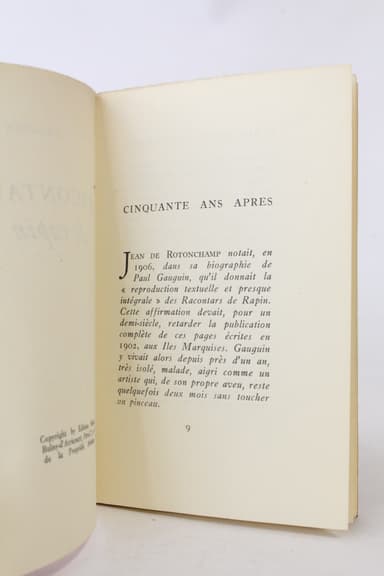 Copyright by
CINQUANTE ANS APRES
JEAN DE ROTONCHAMP notait, en
1906, dans sa biographie de
Paul Gauguin, qu'il donnait la
« reproduction textuelle et presque
intégrale » des Racontars de Rapin.
Cette affirmation devait, pour un
demi-siècle, retarder la publication
complète de ces pages écrites en
1902, aux Iles Marquises. Gauguin
y vivait alors depuis près d'un an,
très isolé, malade, aigri comme un
artiste qui, de son propre aveu, reste
quelquefois deux mois sans toucher
un pinceau.
9